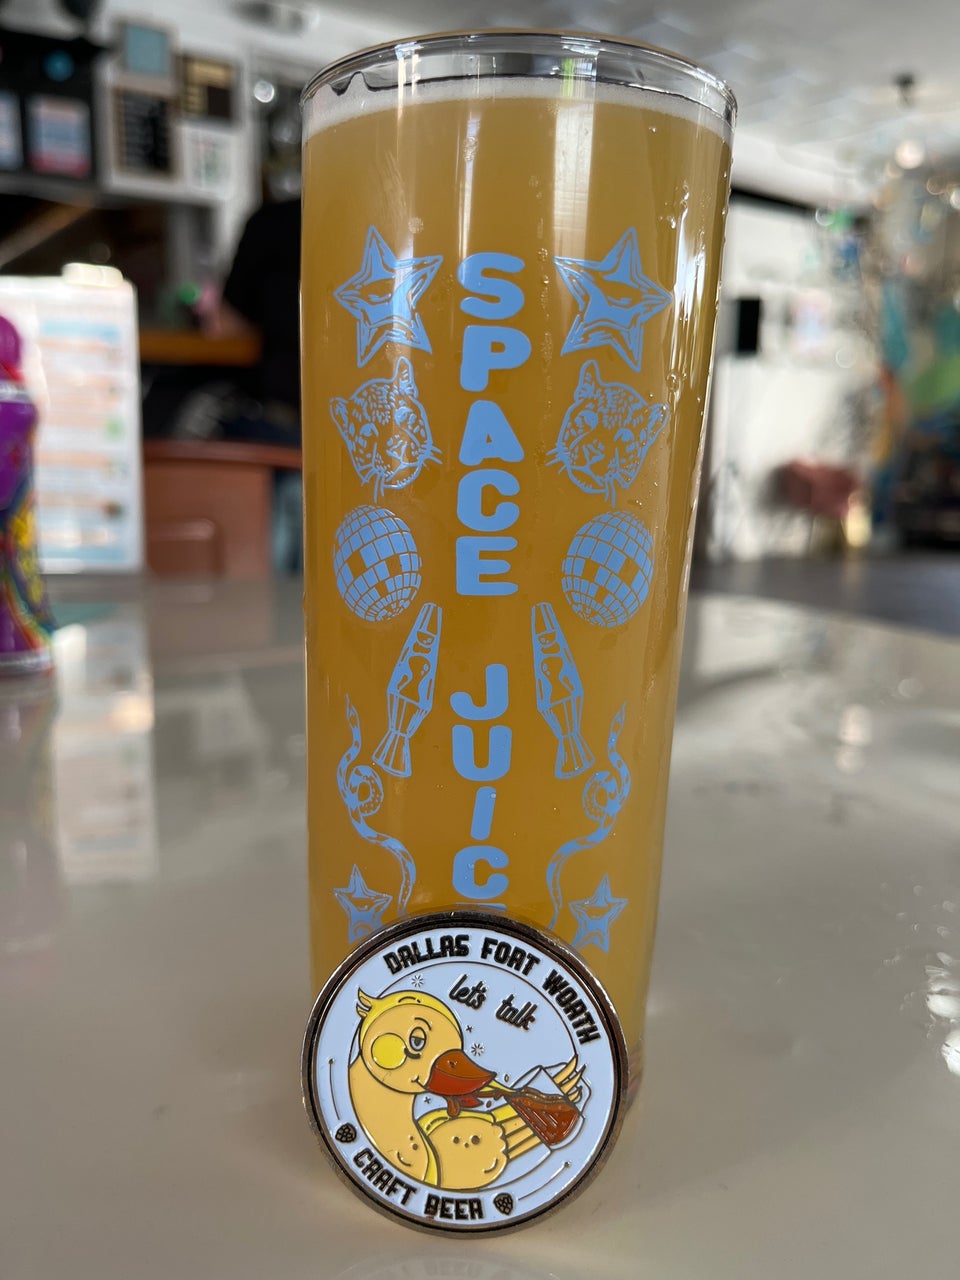 SPACE
JUIC
DALLAS FORT WORTH
let's talk
CRAFT BEER